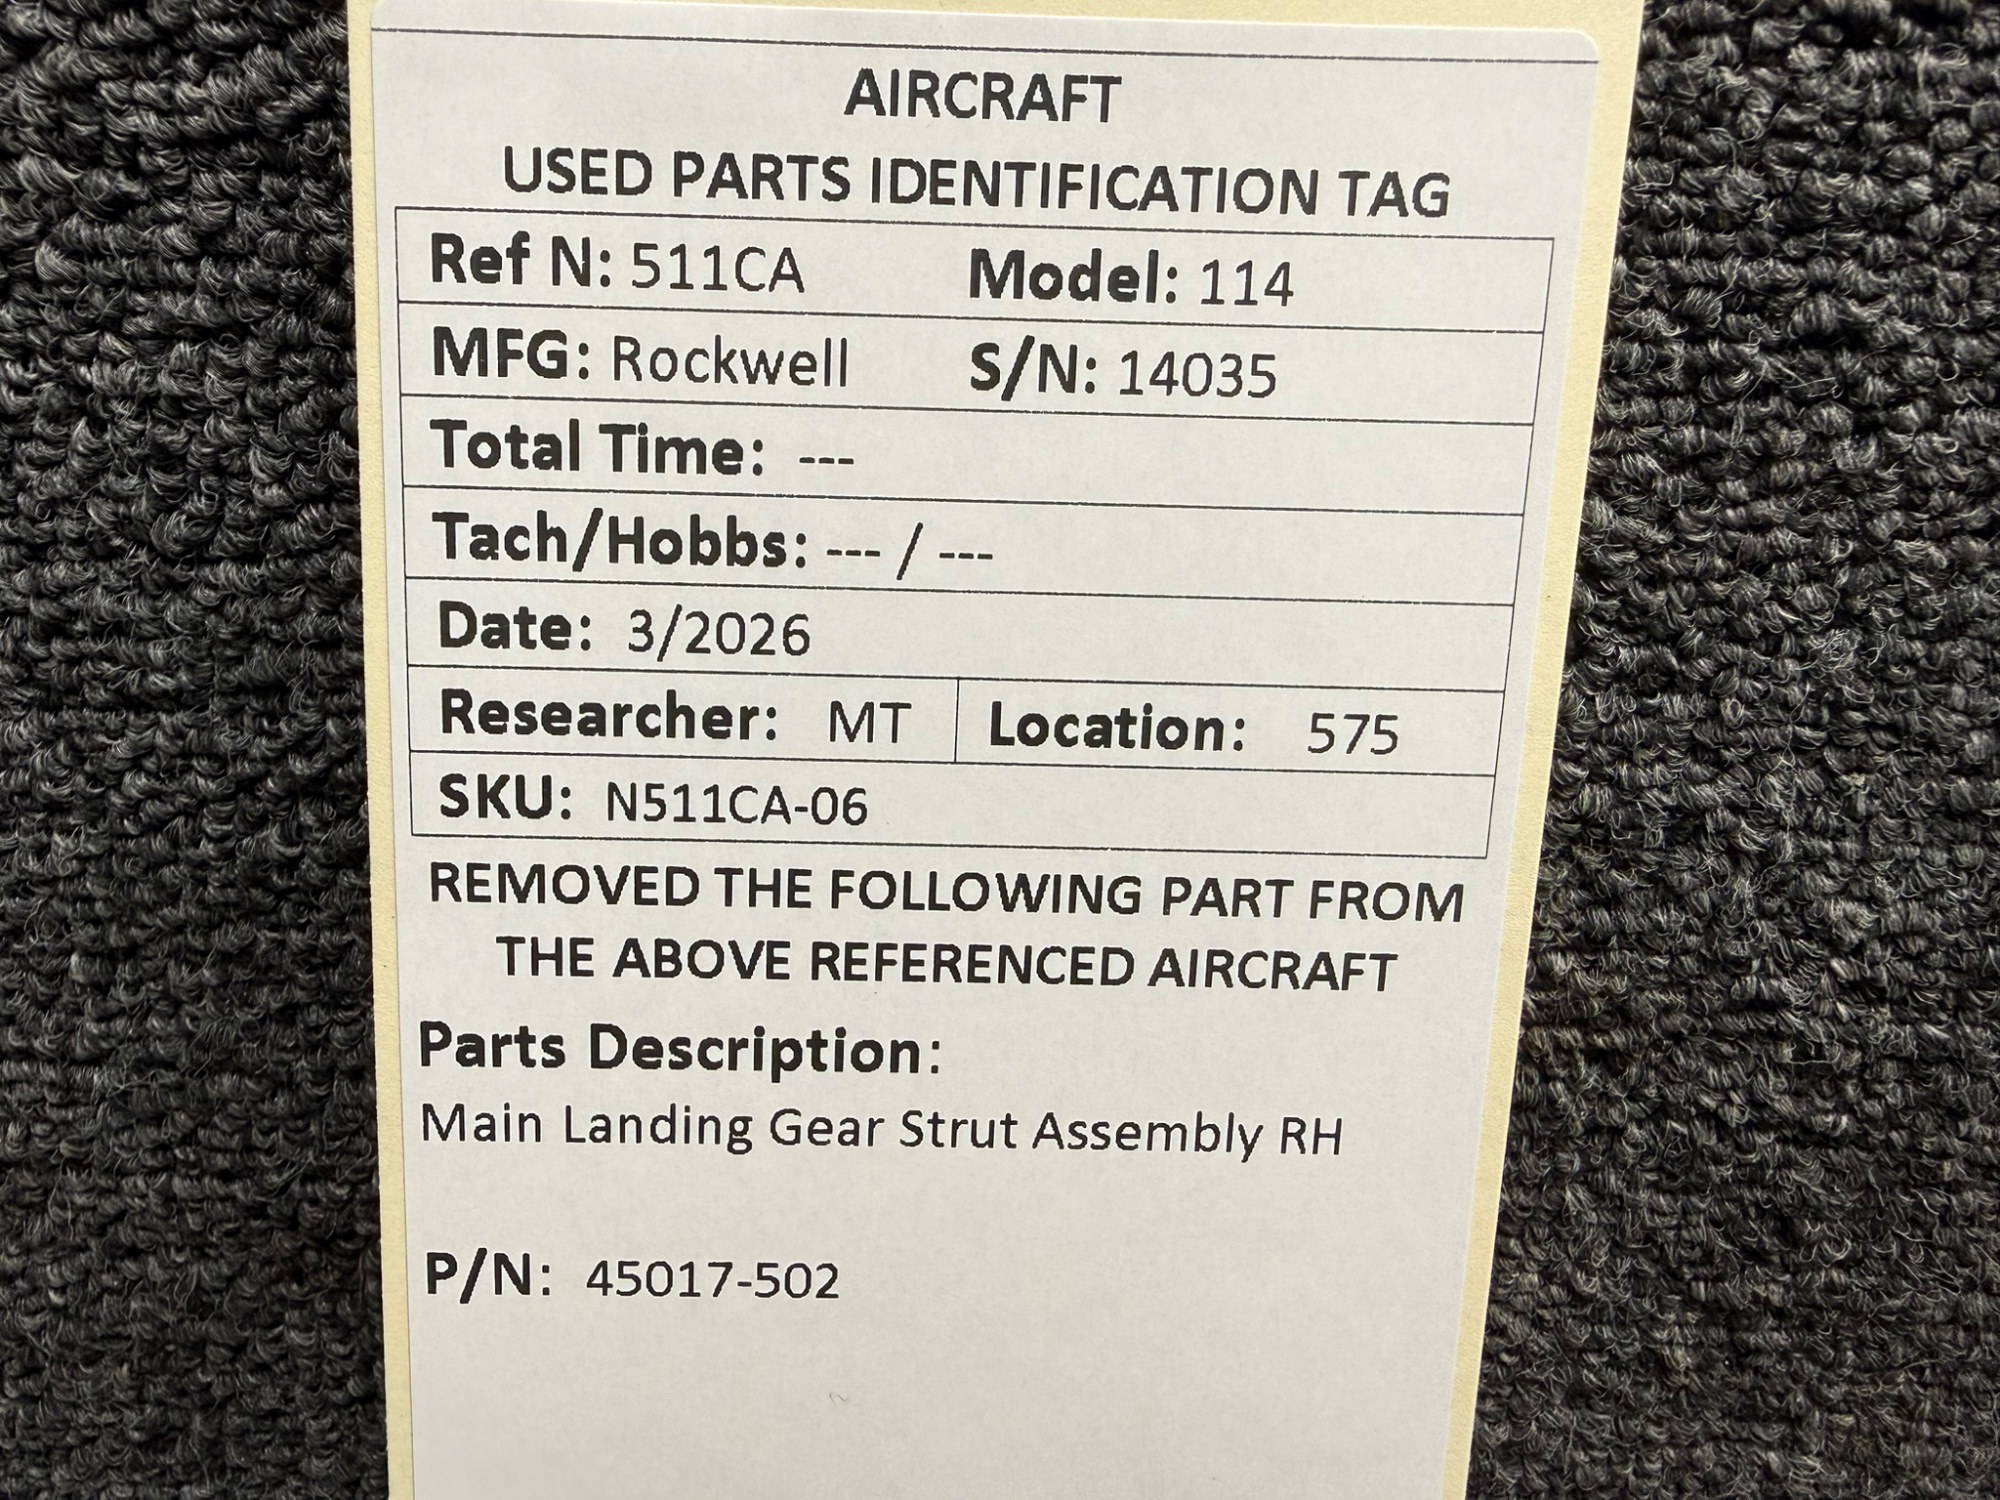 AIRCRAFT
USED PARTS IDENTIFICATION TAG
Ref N: 511CA Model: 114
MFG: Rockwell S/N: 14035
Total Time: ---
Tach/Hobbs: --- / ---
Date: 3/2026
Researcher: MT Location: 575
SKU: N511CA-06
REMOVED THE FOLLOWING PART FROM
THE ABOVE REFERENCED AIRCRAFT
Parts Description:
Main Landing Gear Strut Assembly RH
P/N: 45017-502